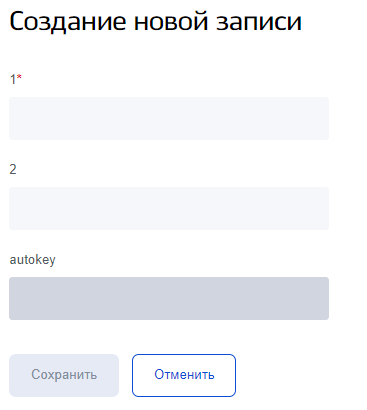 Создание новой записи
1*
2
autokey
Сохранить
Отменить